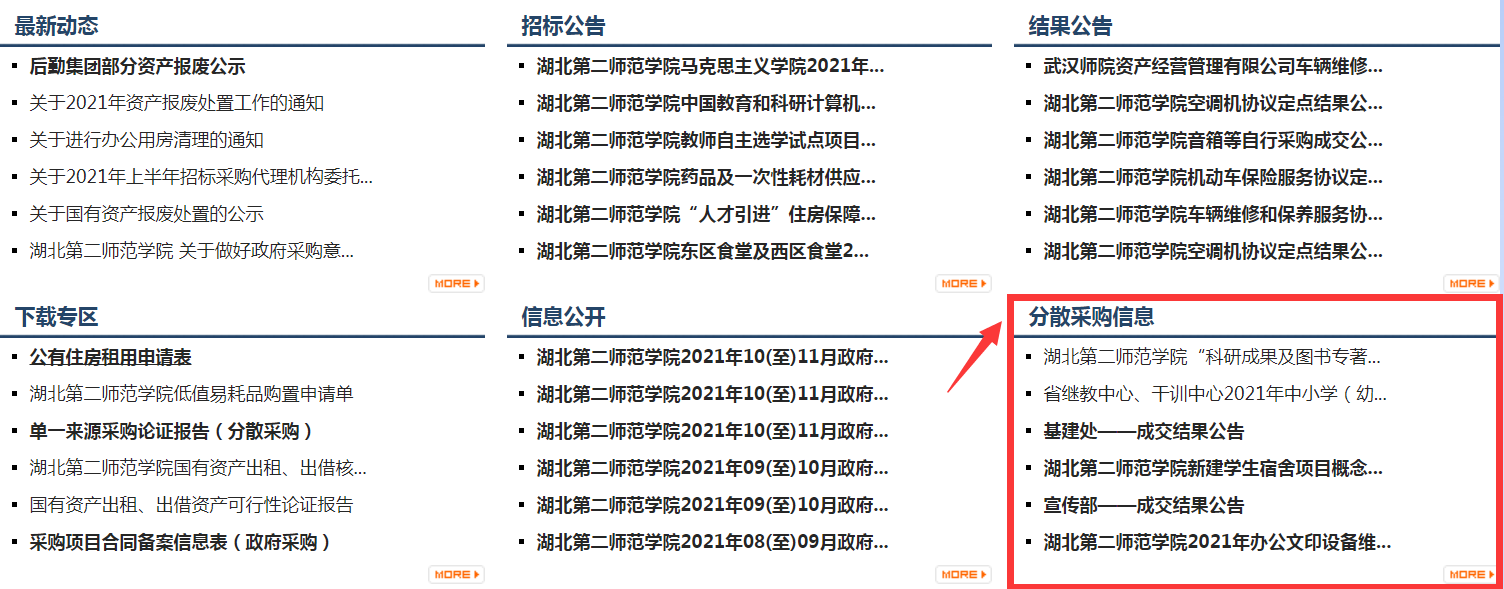 最新动态
后勤集团部分资产报废公示
关于2021年资产报废处置工作的通知
关于进行办公用房清理的通知
关于2021年上半年招标采购代理机构委托...
关于国有资产报废处置的公示
湖北第二师范学院 关于做好政府采购意...
MORE
招标公告
湖北第二师范学院马克思主义学院2021年...
湖北第二师范学院中国教育和科研计算机...
湖北第二师范学院教师自主选学试点项目...
湖北第二师范学院药品及一次性耗材供应...
湖北第二师范学院“人才引进”住房保障...
湖北第二师范学院东区食堂及西区食堂2...
MORE
结果公告
武汉师院资产经营管理有限公司车辆维修...
湖北第二师范学院空调机协议定点结果公...
湖北第二师范学院音箱等自行采购成交公...
湖北第二师范学院机动车保险服务协议定...
湖北第二师范学院车辆维修和保养服务协...
湖北第二师范学院空调机协议定点结果公...
MORE
下载专区
公有住房租用申请表
湖北第二师范学院低值易耗品购置申请单
单一来源采购论证报告（分散采购）
湖北第二师范学院国有资产出租、出借核...
国有资产出租、出借资产可行性论证报告
采购项目合同备案信息表（政府采购）
MORE
信息公开
湖北第二师范学院2021年10(至)11月政府...
湖北第二师范学院2021年10(至)11月政府...
湖北第二师范学院2021年10(至)11月政府...
湖北第二师范学院2021年09(至)10月政府...
湖北第二师范学院2021年09(至)10月政府...
湖北第二师范学院2021年08(至)09月政府...
MORE
分散采购信息
湖北第二师范学院“科研成果及图书专著...
省继教中心、干训中心2021年中小学（幼...
基建处——成交结果公告
湖北第二师范学院新建学生宿舍项目概念...
宣传部——成交结果公告
湖北第二师范学院2021年办公文印设备维...
MORE